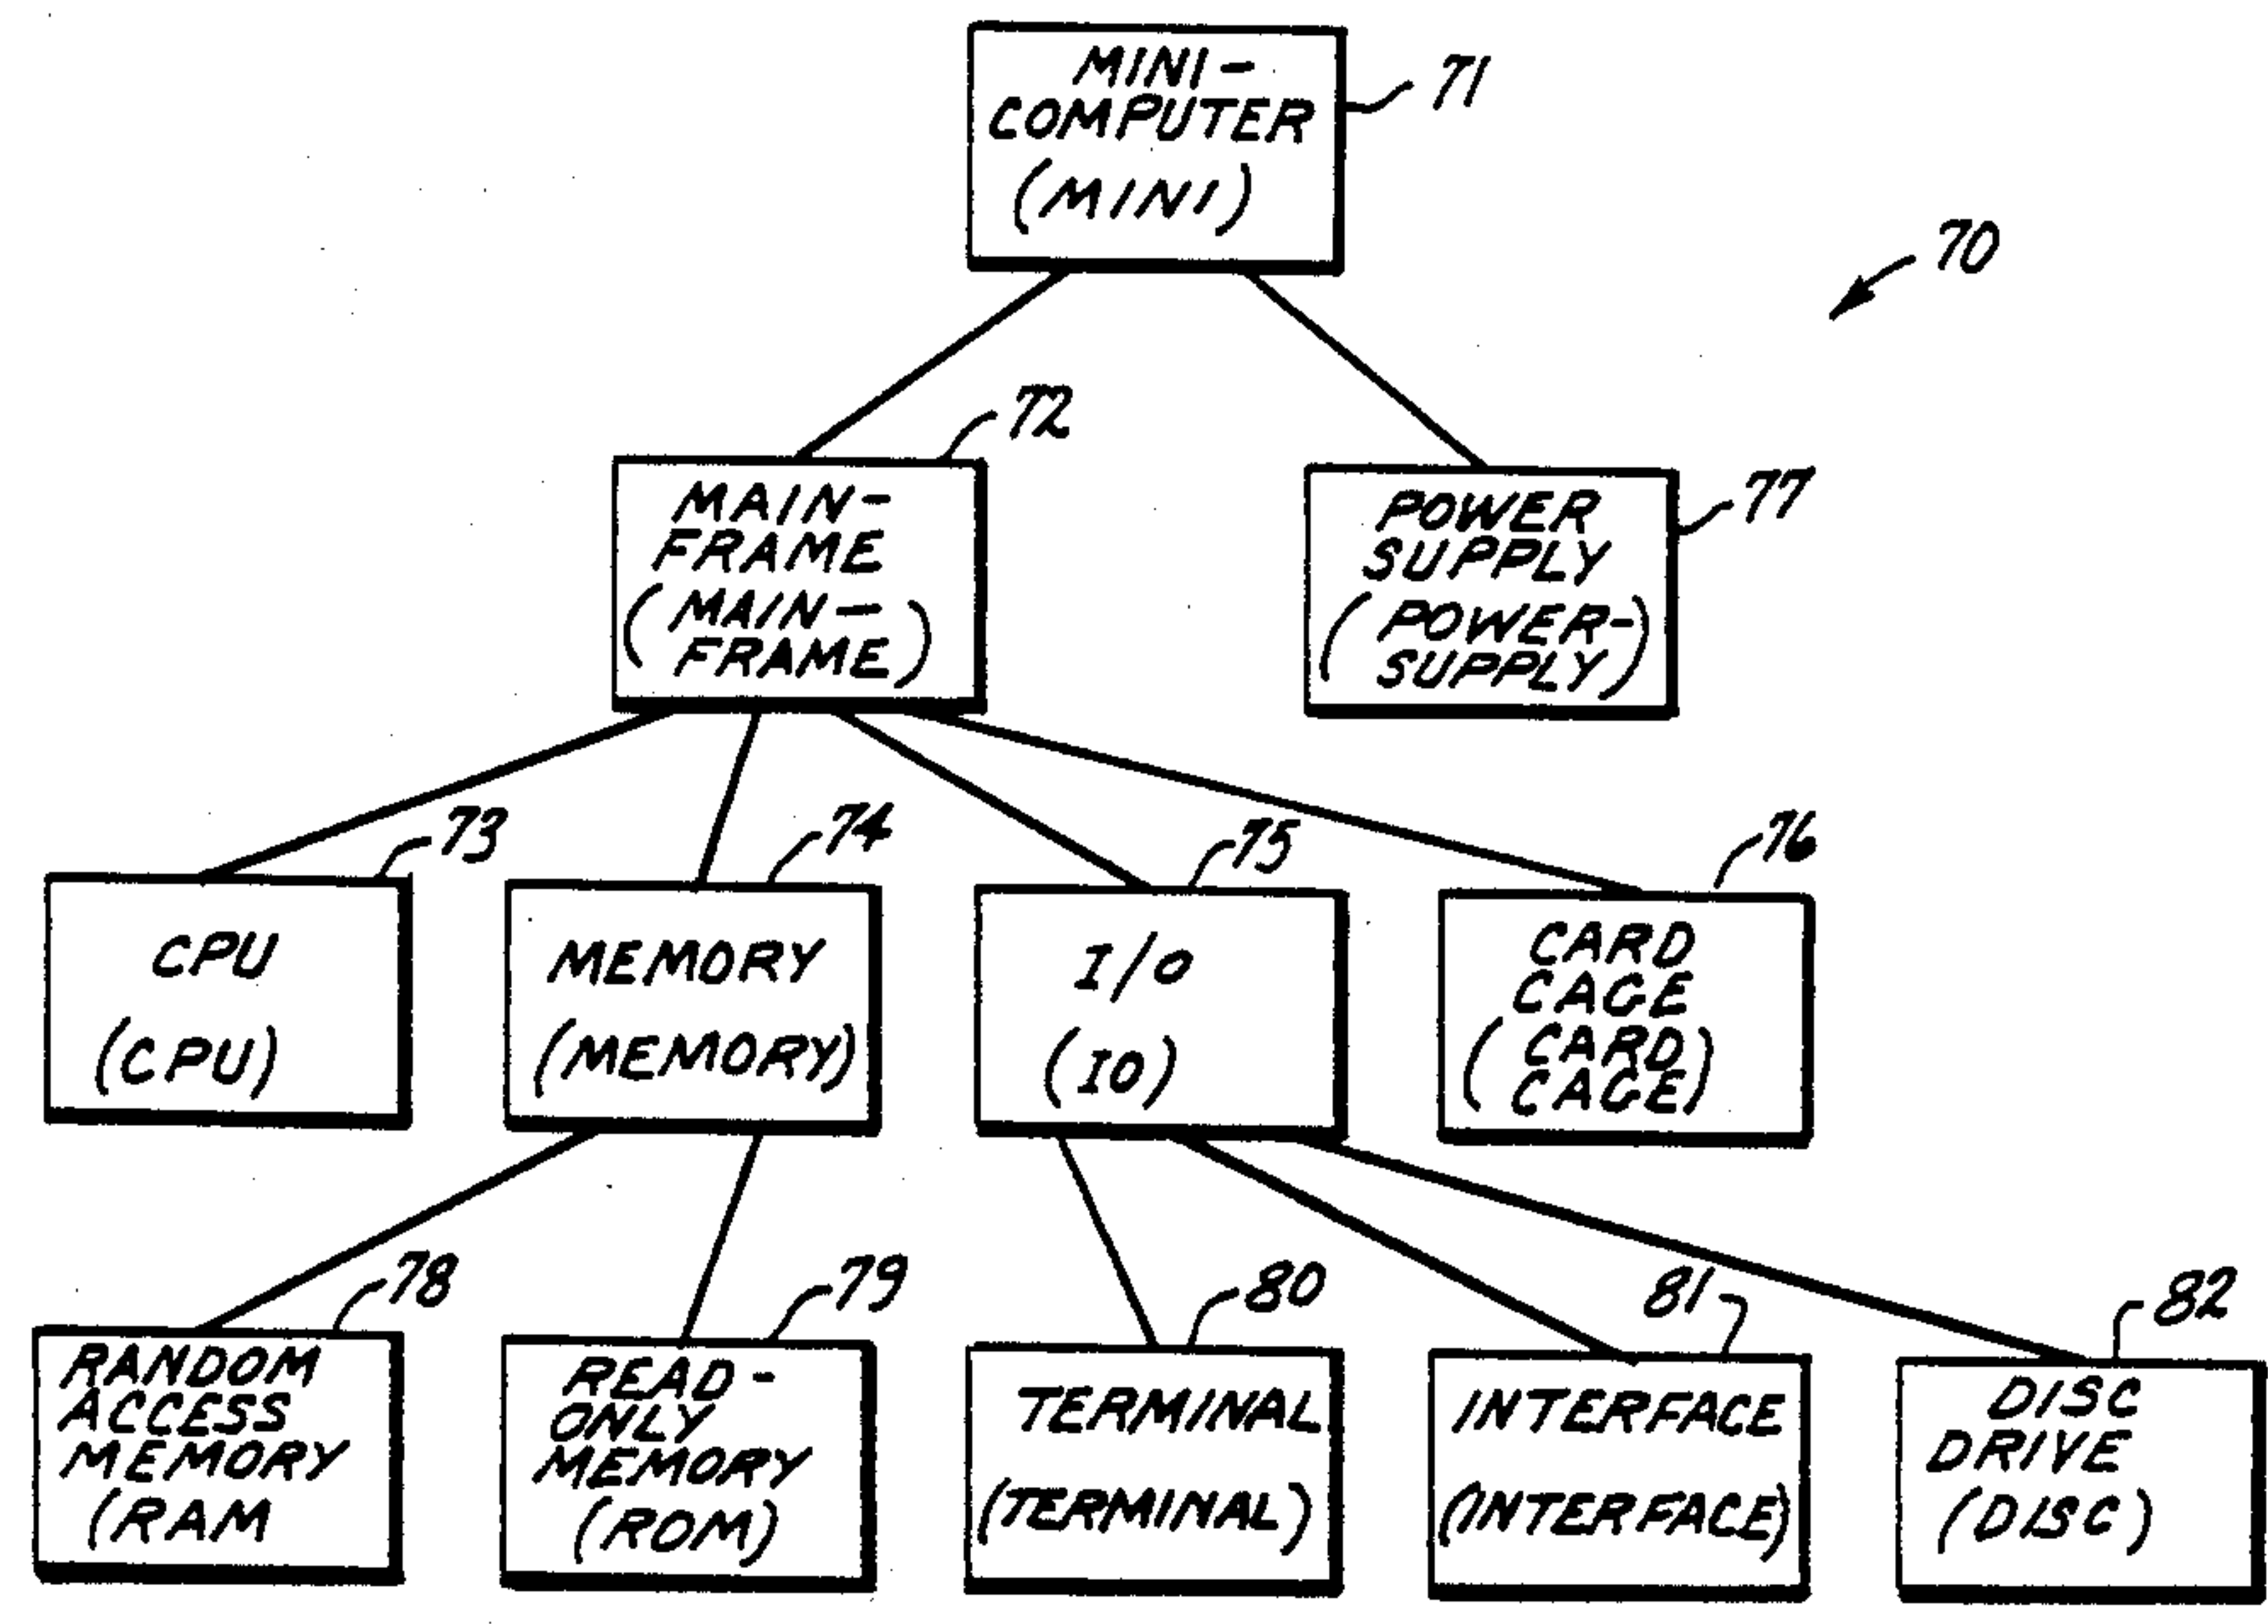 MINI-
COMPUTER
(MINI)
71
70
72
MAIN-
FRAME
(MAIN-
FRAME)
77
POWER
SUPPLY
(POWER-
SUPPLY)
73
CPU
(CPU)
74
MEMORY
(MEMORY)
75
I/O
(IO)
76
CARD
CAGE
(CARD
CAGE)
78
RANDOM
ACCESS
MEMORY
(RAM
79
READ-
ONLY
MEMORY
(ROM)
80
TERMINAL
(TERMINAL)
81
INTERFACE
(INTERFACE)
82
DISC
DRIVE
(DISC)